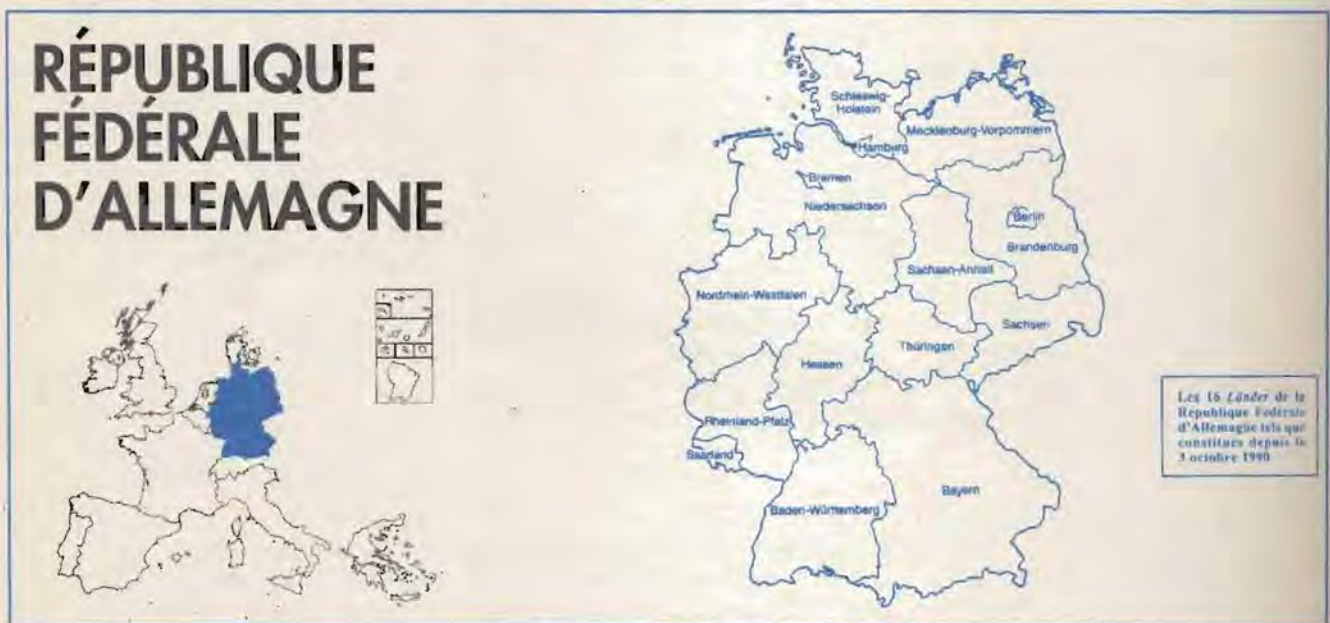 RÉPUBLIQUE
FÉDÉRALE
D'ALLEMAGNE
Schleswig-
Holstein
Mecklenburg-Vorpommern
Hamburg
Bremen
Niedersachson
Berlin
Brandenburg
Sachsen-Anhalt
Nordrhein-Westfalen
Sachsen
Thüringen
Hessen
Rheinland-Pfalz
Saarland
Bayern
Baden-Württemberg
Les 16 Länder de la
République Fédérale
d'Allemagne tels que
constitués depuis le
3 octobre 1990